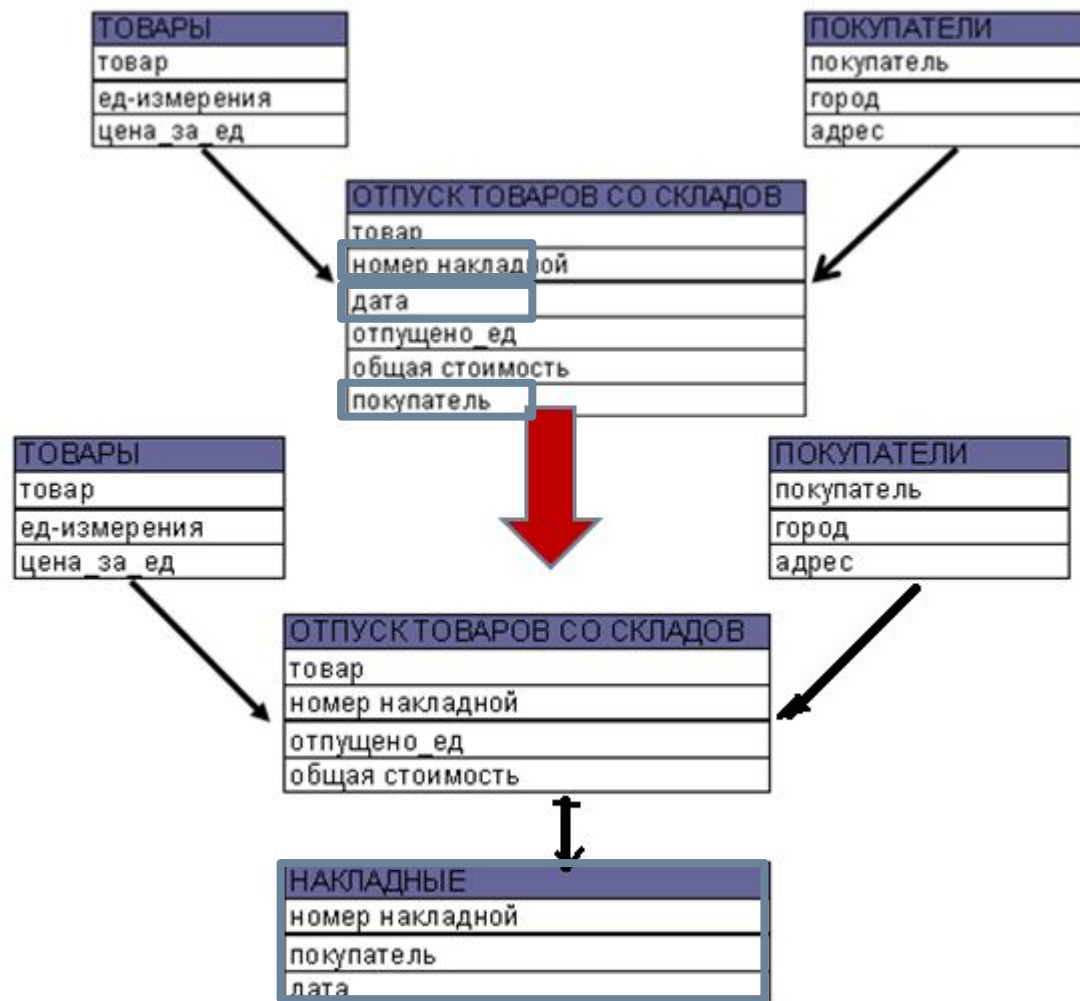 ТОВАРЫ
товар
ед-измерения
цена_за_ед
ПОКУПАТЕЛИ
покупатель
город
адрес
ОТПУСК ТОВАРОВ СО СКЛАДОВ
товар
номер накладной
дата
отпущено_ед
общая стоимость
покупатель
ТОВАРЫ
товар
ед-измерения
цена_за_ед
ПОКУПАТЕЛИ
покупатель
город
адрес
ОТПУСК ТОВАРОВ СО СКЛАДОВ
товар
номер накладной
отпущено_ед
общая стоимость
НАКЛАДНЫЕ
номер накладной
покупатель
дата